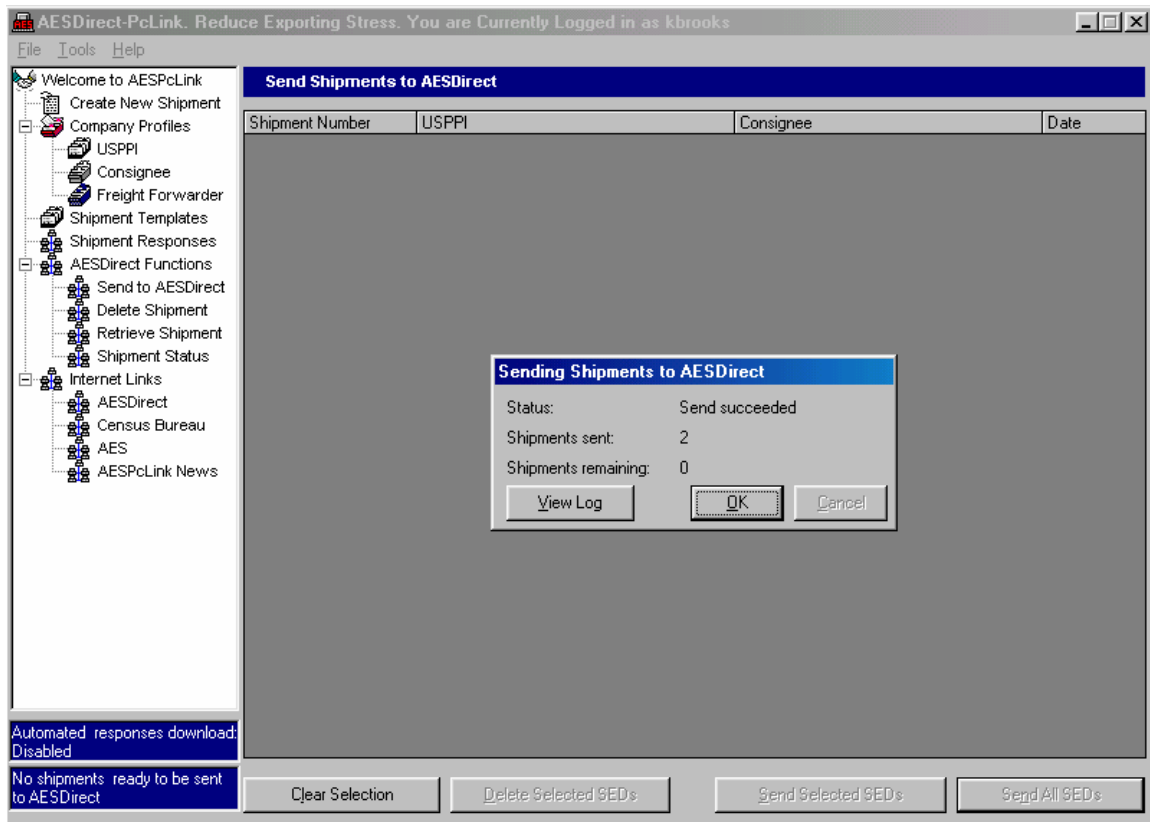 AES AESDirect-PcLink. Reduce Exporting Stress. You are Currently Logged in as kbrooks
File Tools Help
Welcome to AESPcLink
Create New Shipment
Company Profiles
USPPI
Consignee
Freight Forwarder
Shipment Templates
Shipment Responses
AESDirect Functions
Send to AESDirect
Delete Shipment
Retrieve Shipment
Shipment Status
Internet Links
AESDirect
Census Bureau
AES
AESPcLink News
Automated responses download:
Disabled
No shipments ready to be sent
to AESDirect
Send Shipments to AESDirect
Shipment Number USPPI Consignee Date
Sending Shipments to AESDirect
Status: Send succeeded
Shipments sent: 2
Shipments remaining: 0
View Log OK Cancel
Clear Selection Delete Selected SEDs Send Selected SEDs Send All SEDs